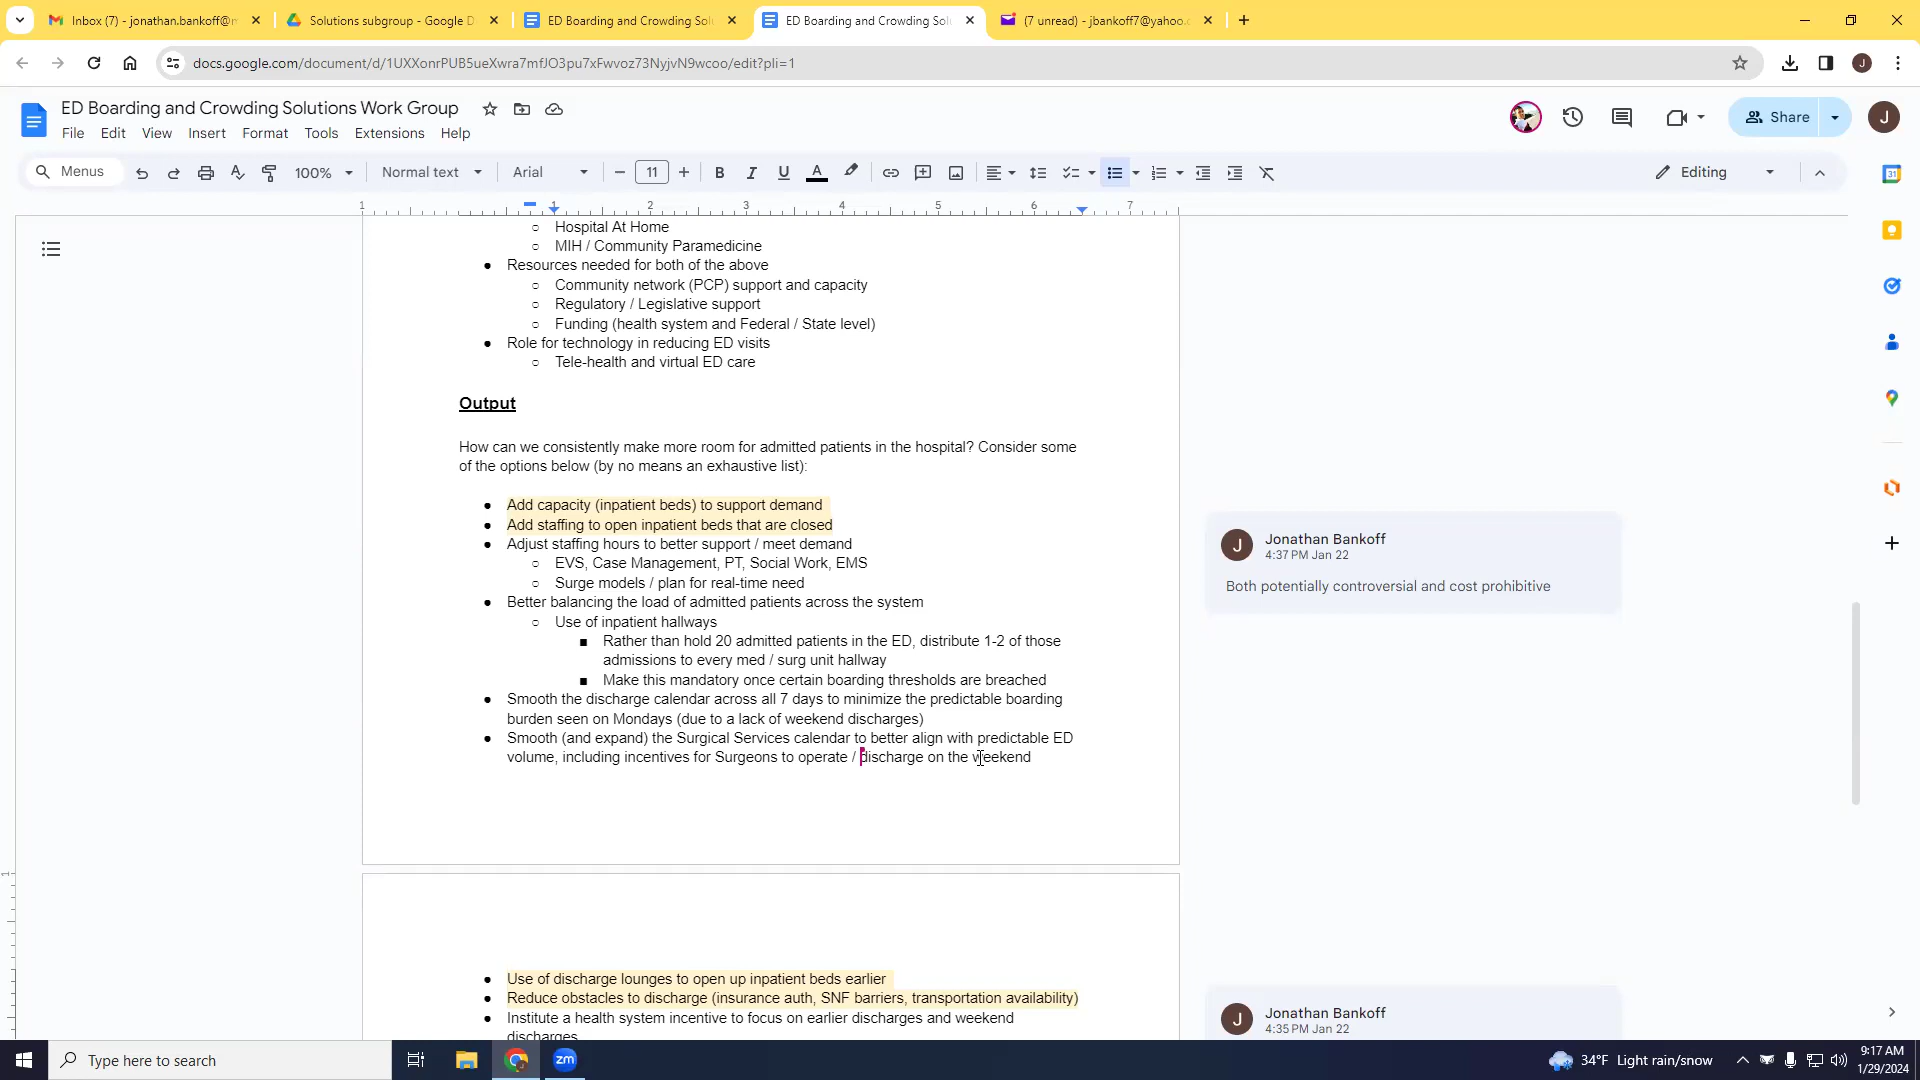 Inbox (7) - jonathan.bankoff@m
Solutions subgroup - Google D
ED Boarding and Crowding Solu
ED Boarding and Crowding Solu
(7 unread) - jbankoff7@yahoo.c
docs.google.com/document/d/1UXXonrPUB5ueXwra7mfJO3pu7xFwvoz73NyjvN9wcoo/edit?pli=1
J
ED Boarding and Crowding Solutions Work Group
File Edit View Insert Format Tools Extensions Help
Share
J
Menus
100%
Normal text
Arial
11
B I U A
Editing
1 1 2 3 4 5 6 7
○ Hospital At Home
○ MIH / Community Paramedicine
● Resources needed for both of the above
○ Community network (PCP) support and capacity
○ Regulatory / Legislative support
○ Funding (health system and Federal / State level)
● Role for technology in reducing ED visits
○ Tele-health and virtual ED care
Output
How can we consistently make more room for admitted patients in the hospital? Consider some
of the options below (by no means an exhaustive list):
● Add capacity (inpatient beds) to support demand
● Add staffing to open inpatient beds that are closed
● Adjust staffing hours to better support / meet demand
○ EVS, Case Management, PT, Social Work, EMS
○ Surge models / plan for real-time need
● Better balancing the load of admitted patients across the system
○ Use of inpatient hallways
■ Rather than hold 20 admitted patients in the ED, distribute 1-2 of those
admissions to every med / surg unit hallway
■ Make this mandatory once certain boarding thresholds are breached
● Smooth the discharge calendar across all 7 days to minimize the predictable boarding
burden seen on Mondays (due to a lack of weekend discharges)
● Smooth (and expand) the Surgical Services calendar to better align with predictable ED
volume, including incentives for Surgeons to operate / discharge on the weekend
J
Jonathan Bankoff
4:37 PM Jan 22
Both potentially controversial and cost prohibitive
● Use of discharge lounges to open up inpatient beds earlier
● Reduce obstacles to discharge (insurance auth, SNF barriers, transportation availability)
● Institute a health system incentive to focus on earlier discharges and weekend
discharges
J
Jonathan Bankoff
4:35 PM Jan 22
Type here to search
zm
34°F Light rain/snow
9:17 AM
1/29/2024